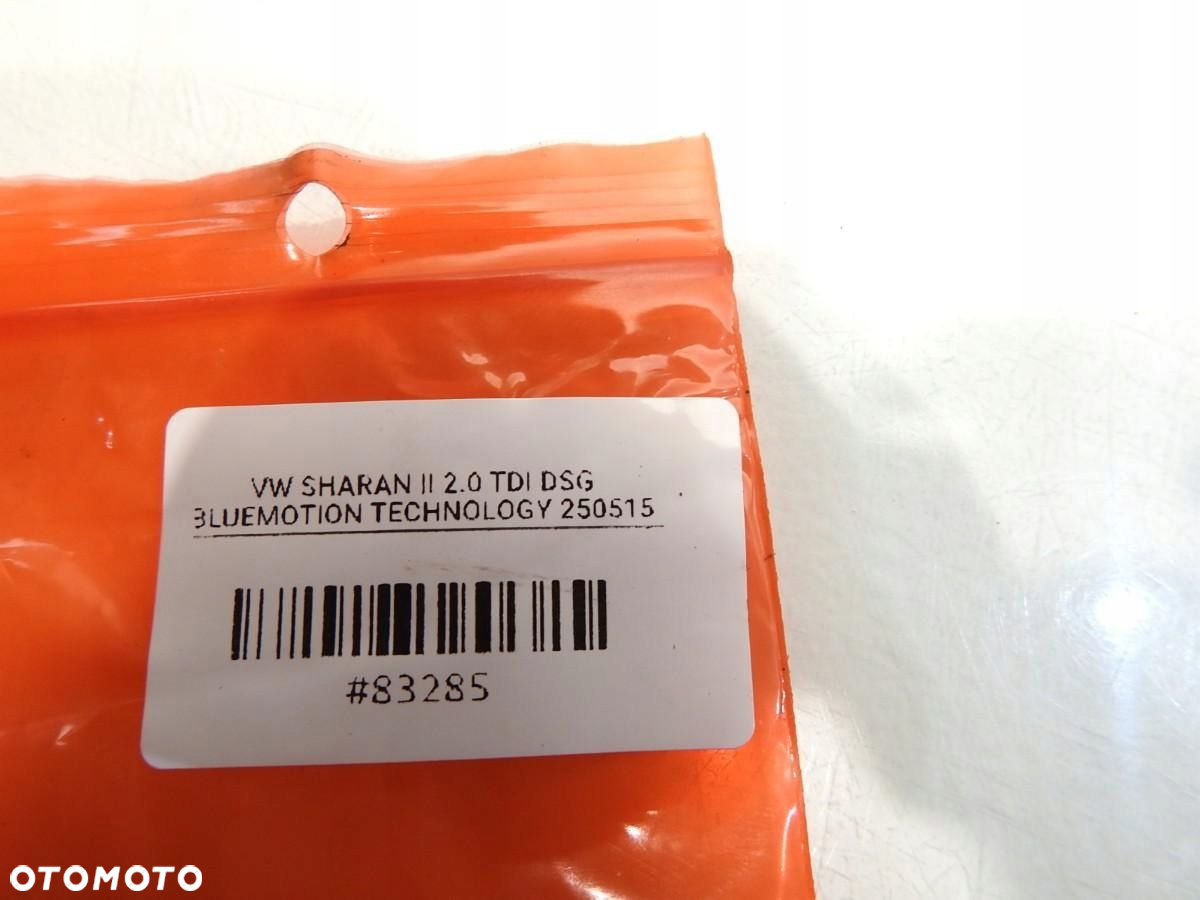 VW SHARAN II 2.0 TDI DSG
BLUEMOTION TECHNOLOGY 250515
#83285
OTOMOTO